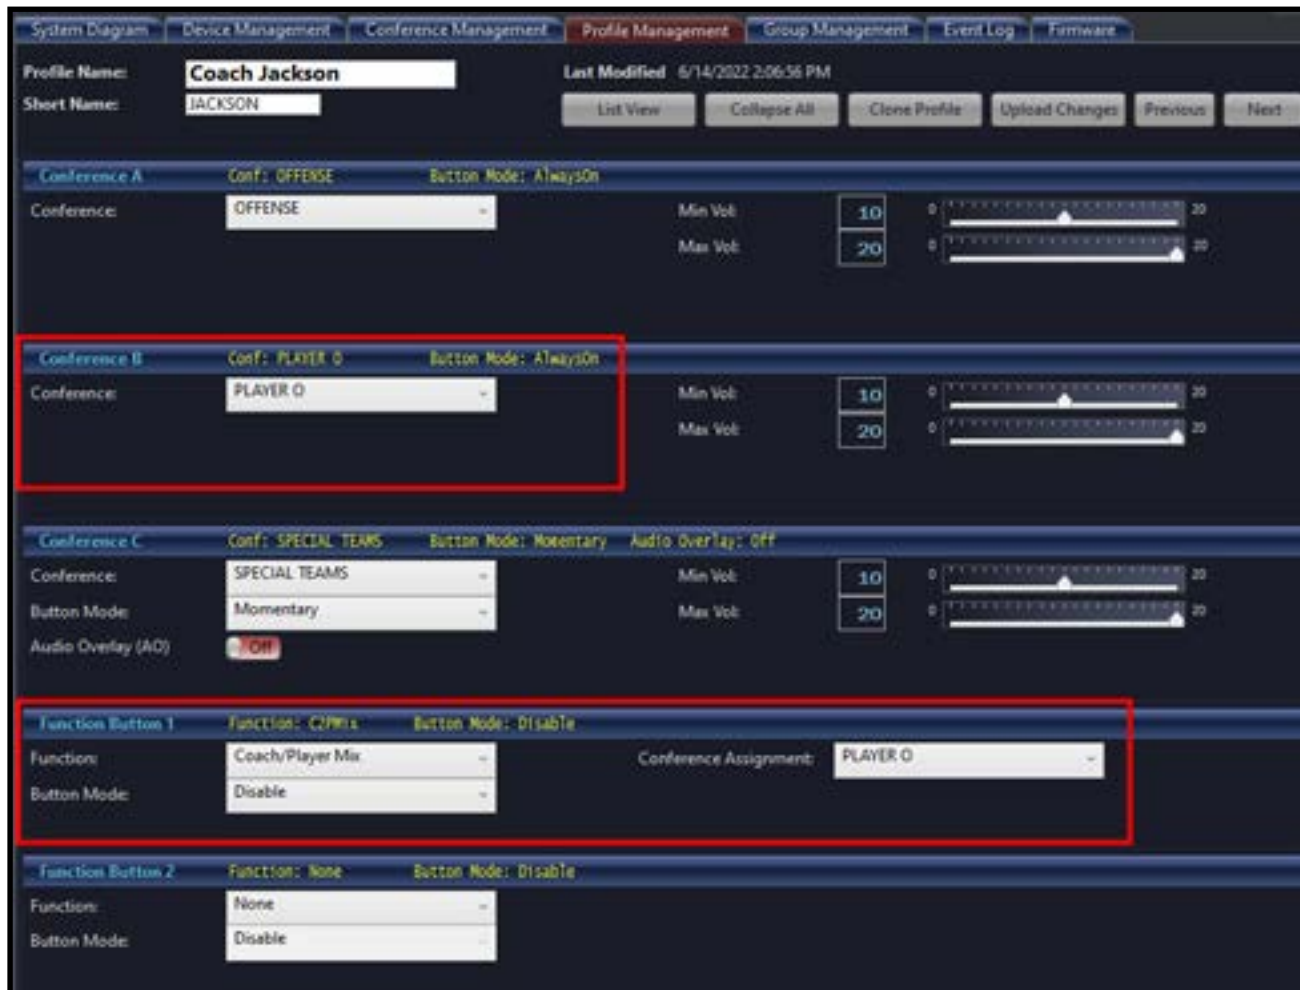 System Diagram Device Management Conference Management Profile Management Group Management Event Log Firmware
Profile Name: Coach Jackson Last Modified 6/14/2022 2:06:56 PM
Short Name: JACKSON List View Collapse All Clone Profile Upload Changes Previous Next
Conference A Conf: OFFENSE Button Mode: AlwaysOn
Conference: OFFENSE Min Vol: 10 0 20
Max Vol: 20 0 20
Conference B Conf: PLAYER O Button Mode: AlwaysOn
Conference: PLAYER O Min Vol: 10 0 20
Max Vol: 20 0 20
Conference C Conf: SPECIAL TEAMS Button Mode: Momentary Audio Overlay: Off
Conference: SPECIAL TEAMS Min Vol: 10 0 20
Button Mode: Momentary Max Vol: 20 0 20
Audio Overlay (AO) Off
Function Button 1 Function: C2PMix Button Mode: Disable
Function: Coach/Player Mix Conference Assignment: PLAYER O
Button Mode: Disable
Function Button 2 Function: None Button Mode: Disable
Function: None
Button Mode: Disable